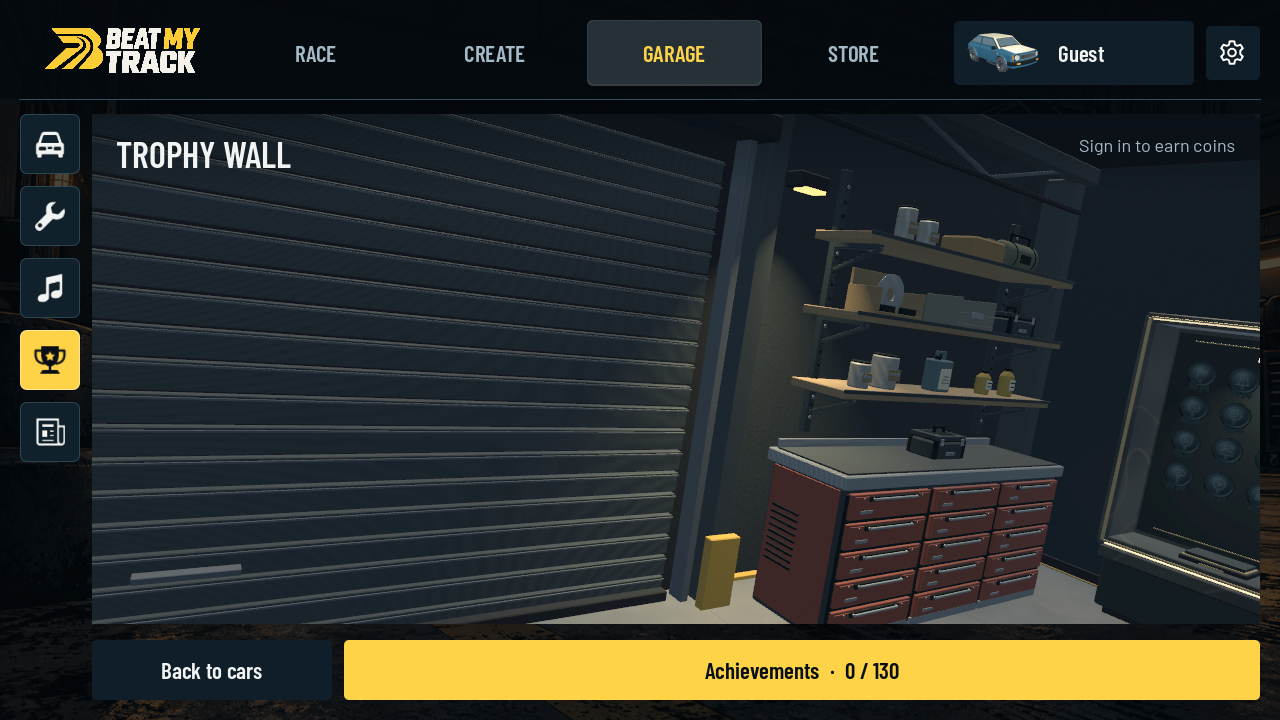 BEAT MY
TRACK
RACE
CREATE
GARAGE
STORE
Guest
TROPHY WALL
Sign in to earn coins
Back to cars
Achievements · 0 / 130